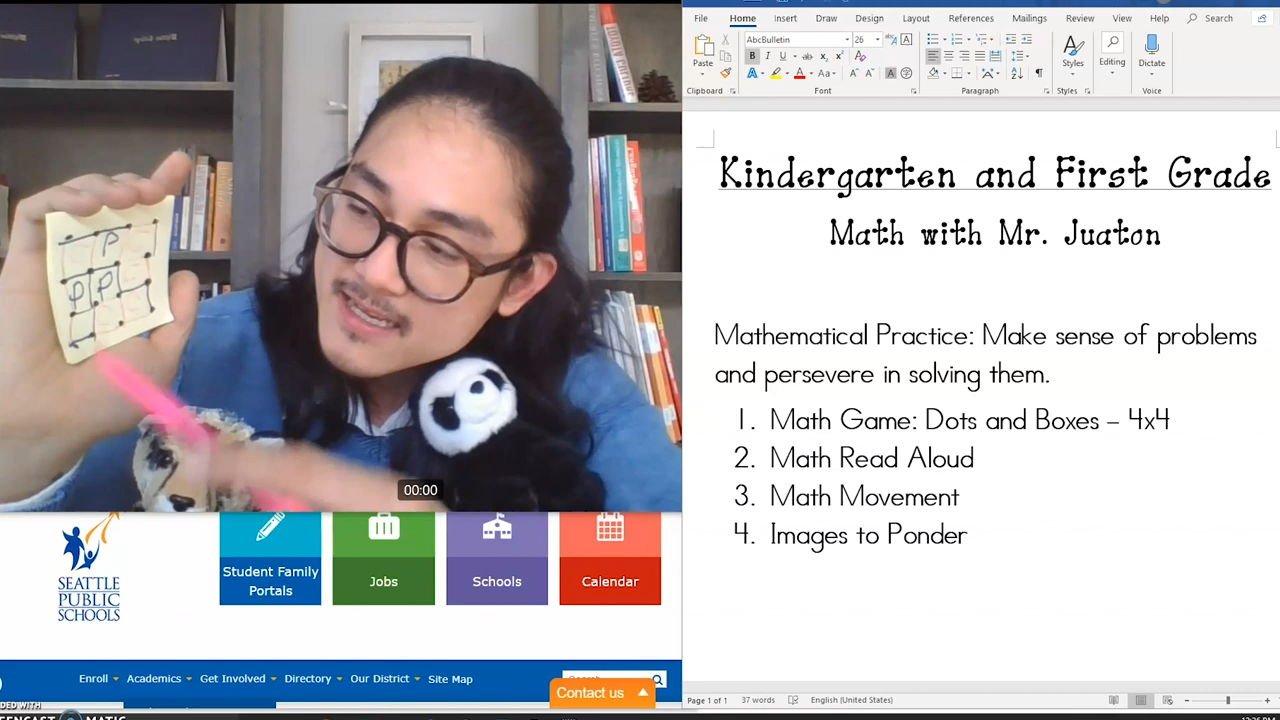 P
P P
00:00
SEATTLE
PUBLIC
SCHOOLS
Student Family
Portals
Jobs
Schools
Calendar
Enroll
Academics
Get Involved
Directory
Our District
Site Map
Contact us
File Home Insert Draw Design Layout References Mailings Review View Help Search
AbcBulletin 26
Paste
Styles
Editing
Dictate
Clipboard Font Paragraph Styles Voice
Kindergarten and First Grade
Math with Mr. Juaton
Mathematical Practice: Make sense of problems
and persevere in solving them.
1. Math Game: Dots and Boxes – 4x4
2. Math Read Aloud
3. Math Movement
4. Images to Ponder
Page 1 of 1 37 words English (United States)